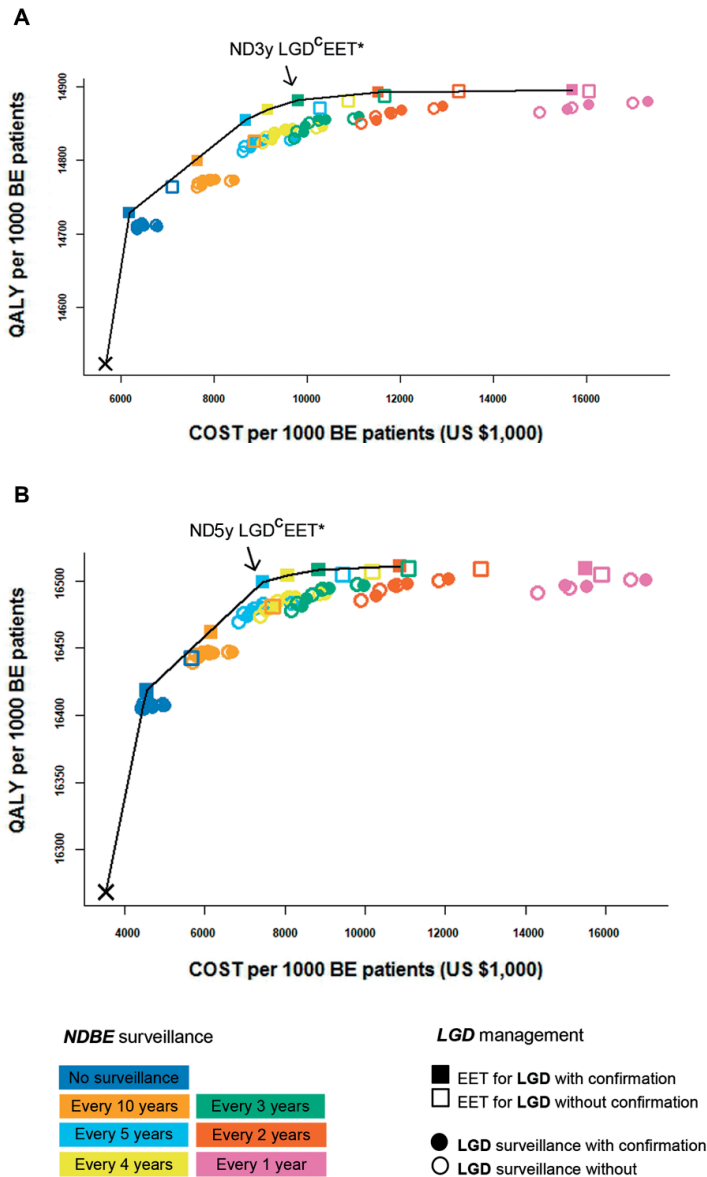 A
ND3y LGDᶜEET*
14900
14800
14700
14600
QALY per 1000 BE patients
6000 8000 10000 12000 14000 16000
COST per 1000 BE patients (US $1,000)
B
ND5y LGDᶜEET*
16500
16450
16400
16350
16300
QALY per 1000 BE patients
4000 6000 8000 10000 12000 14000 16000
COST per 1000 BE patients (US $1,000)
NDBE surveillance
No surveillance
Every 10 years Every 3 years
Every 5 years Every 2 years
Every 4 years Every 1 year
LGD management
EET for LGD with confirmation
EET for LGD without confirmation
LGD surveillance with confirmation
LGD surveillance without